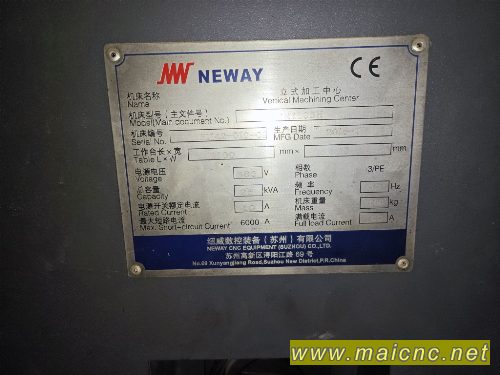 NEWAY
CE
机床名称 立式加工中心
Name Vertical Machining Center
机床型号(主文件号)
Model(Main document No.)
机床编号 生产日期
Serial No. MFG Date
工作台长×宽
Table L×W mm× mm
电源电压 V 相数 3/PE
Voltage Phase
总容量 kVA 频率 Hz
Capacity Frequency
电源开关额定电流 A 机床重量 kg
Rated Current Mass
最大短路电流 6000 A 满载电流 A
Max. Short-circuit Current Full load Current
纽威数控装备(苏州)有限公司
NEWAY CNC EQUIPMENT (SUZHOU) CO.,LTD.
苏州高新区浔阳江路 69 号
No.69 Xunyangjiang Road,Suzhou New District,P.R.China
www.maicnc.net